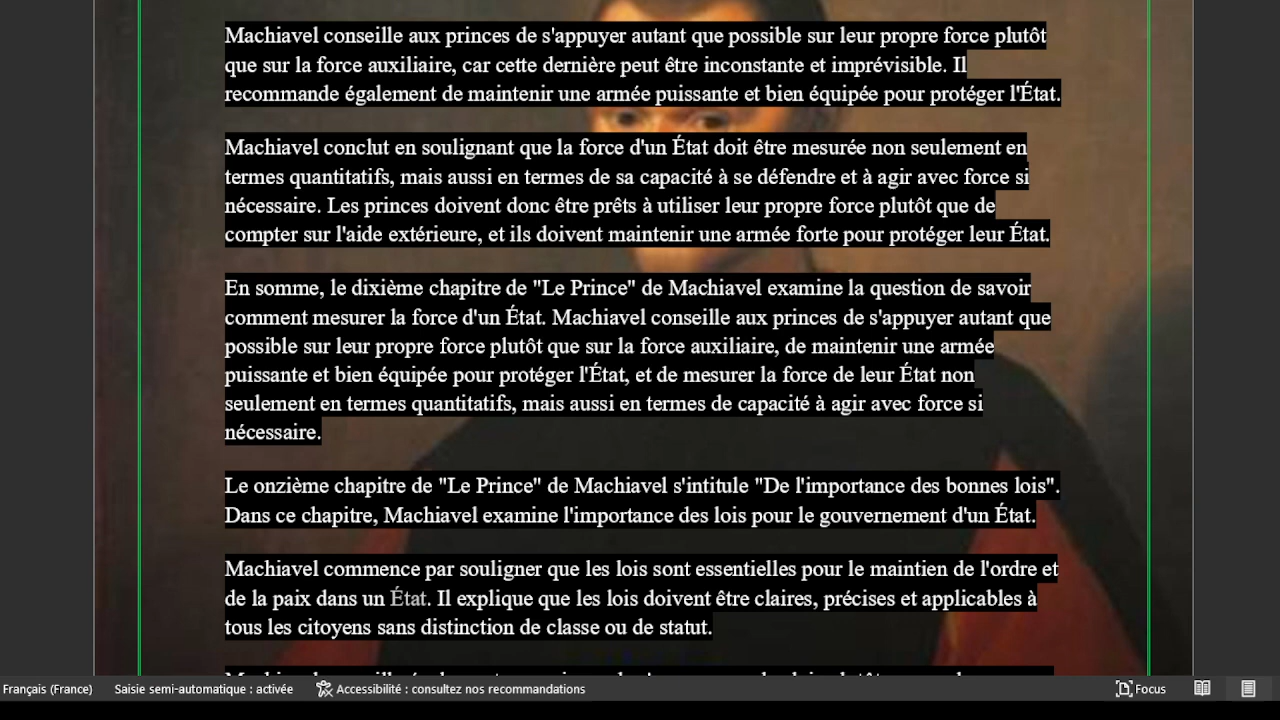 Machiavel conseille aux princes de s'appuyer autant que possible sur leur propre force plutôt
que sur la force auxiliaire, car cette dernière peut être inconstante et imprévisible. Il
recommande également de maintenir une armée puissante et bien équipée pour protéger l'État.
Machiavel conclut en soulignant que la force d'un État doit être mesurée non seulement en
termes quantitatifs, mais aussi en termes de sa capacité à se défendre et à agir avec force si
nécessaire. Les princes doivent donc être prêts à utiliser leur propre force plutôt que de
compter sur l'aide extérieure, et ils doivent maintenir une armée forte pour protéger leur État.
En somme, le dixième chapitre de "Le Prince" de Machiavel examine la question de savoir
comment mesurer la force d'un État. Machiavel conseille aux princes de s'appuyer autant que
possible sur leur propre force plutôt que sur la force auxiliaire, de maintenir une armée
puissante et bien équipée pour protéger l'État, et de mesurer la force de leur État non
seulement en termes quantitatifs, mais aussi en termes de capacité à agir avec force si
nécessaire.
Le onzième chapitre de "Le Prince" de Machiavel s'intitule "De l'importance des bonnes lois".
Dans ce chapitre, Machiavel examine l'importance des lois pour le gouvernement d'un État.
Machiavel commence par souligner que les lois sont essentielles pour le maintien de l'ordre et
de la paix dans un État. Il explique que les lois doivent être claires, précises et applicables à
tous les citoyens sans distinction de classe ou de statut.
Français (France) Saisie semi-automatique : activée Accessibilité : consultez nos recommandations Focus